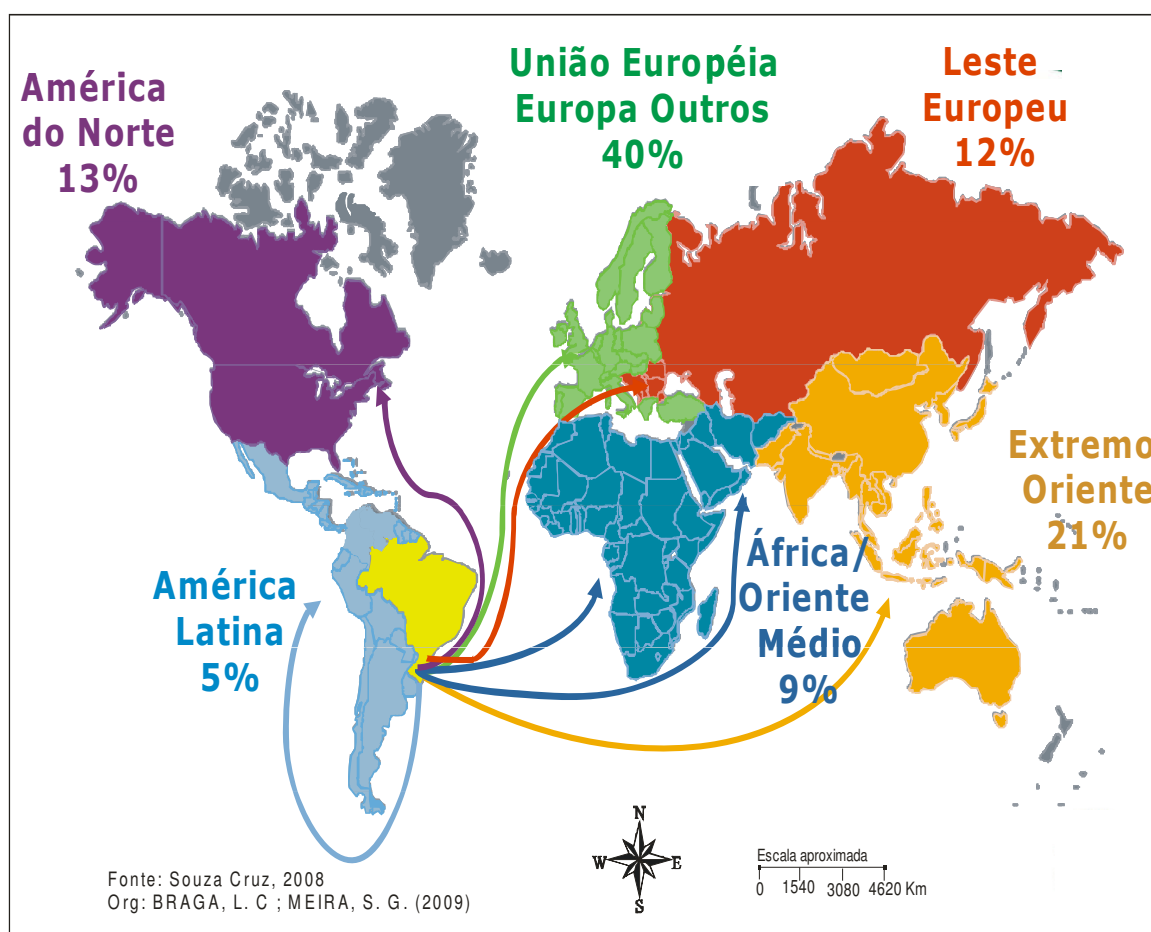 América
do Norte
13%
União Européia
Europa Outros
40%
Leste
Europeu
12%
Extremo
Oriente
21%
África/
Oriente
Médio
9%
América
Latina
5%
N
W E
S
Escala aproximada
0 1540 3080 4620 Km
Fonte: Souza Cruz, 2008
Org: BRAGA, L. C ; MEIRA, S. G. (2009)